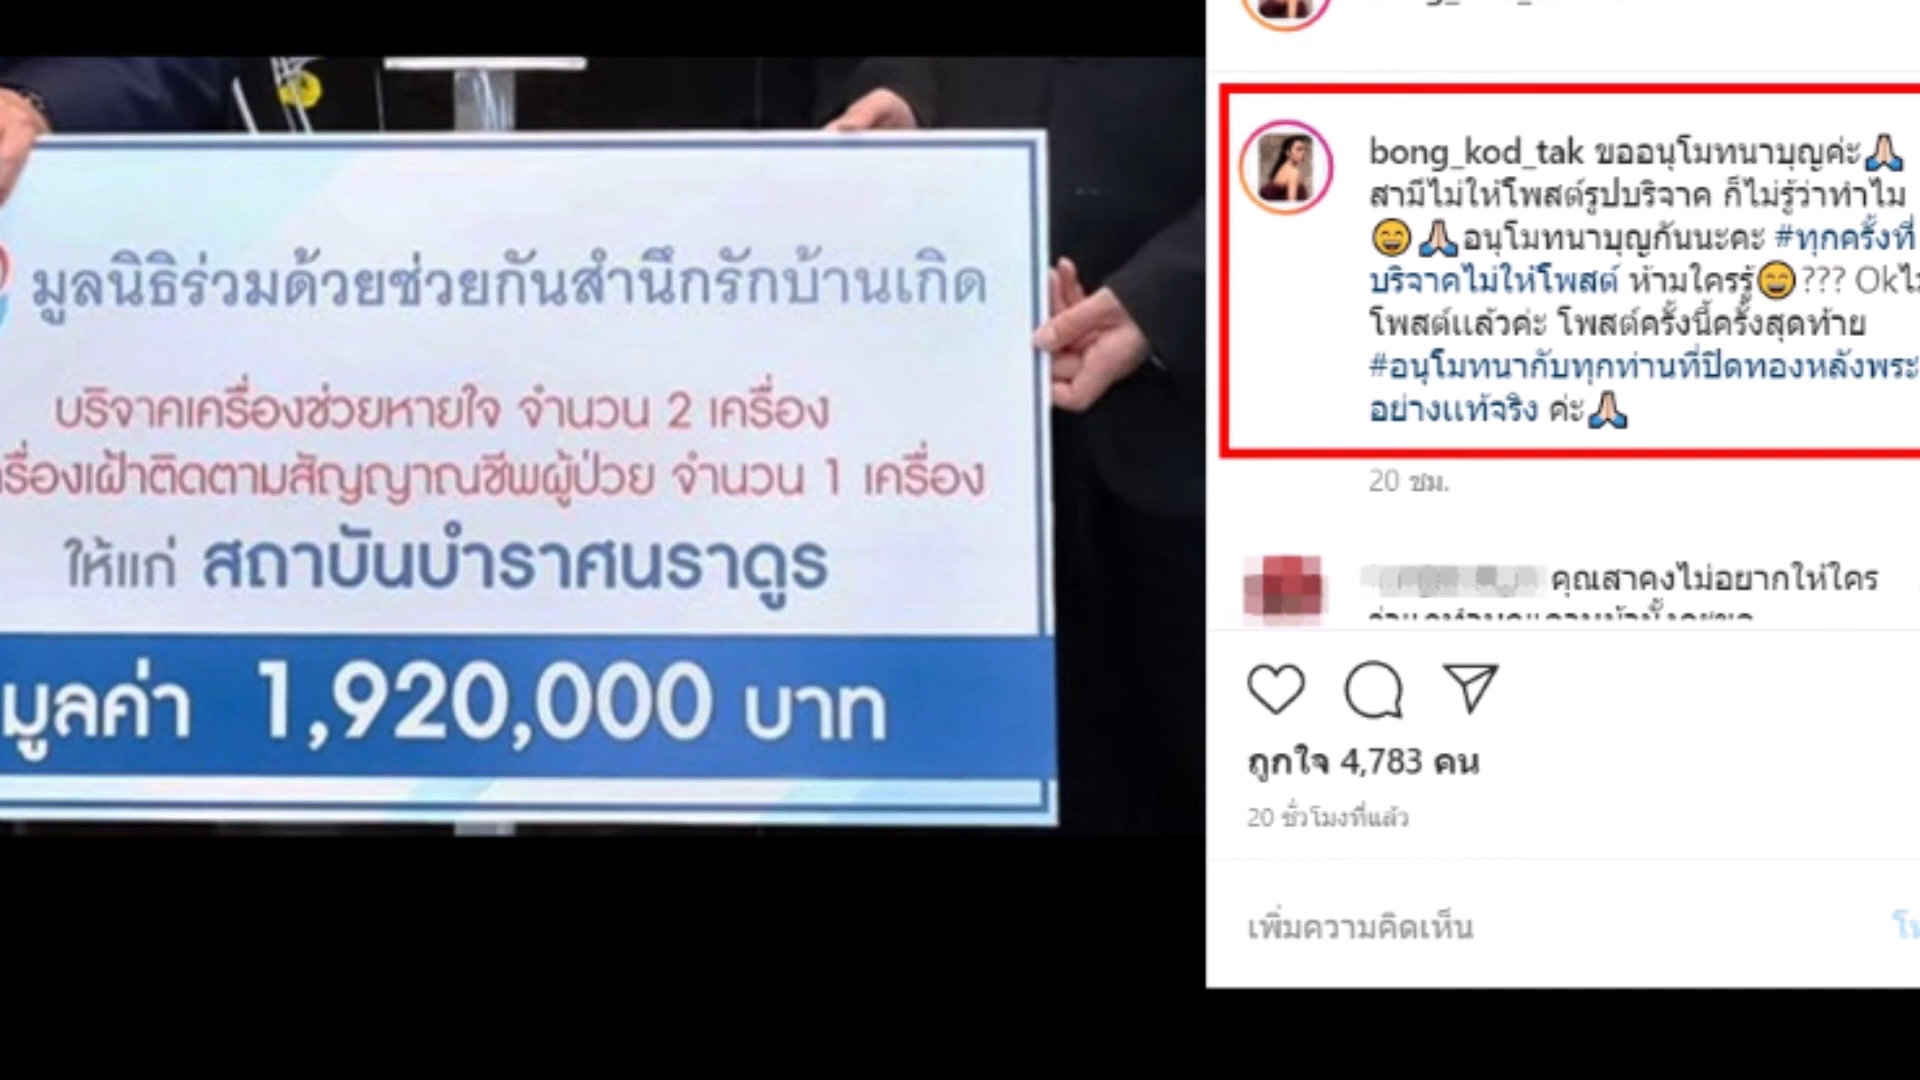 มูลนิธิร่วมด้วยช่วยกันสำนึกรักบ้านเกิด
บริจาคเครื่องช่วยหายใจ จำนวน 2 เครื่อง
เครื่องเฝ้าติดตามสัญญาณชีพผู้ป่วย จำนวน 1 เครื่อง
ให้แก่ สถาบันบำราศนราดูร
มูลค่า 1,920,000 บาท
bong_kod_tak ขออนุโมทนาบุญค่ะ🙏🏻
สามีไม่ให้โพสต์รูปบริจาค ก็ไม่รู้ว่าทำไม
😄🙏🏻อนุโมทนาบุญกันนะคะ #ทุกครั้งที่
บริจาคไม่ให้โพสต์ ห้ามใครรู้😄??? Ok
โพสต์แล้วค่ะ โพสต์ครั้งนี้ครั้งสุดท้าย
#อนุโมทนากับทุกท่านที่ปิดทองหลังพระ
อย่างแท้จริง ค่ะ🙏🏻
20 ชม.
คุณสาคงไม่อยากให้ใคร
ถูกใจ 4,783 คน
20 ชั่วโมงที่แล้ว
เพิ่มความคิดเห็น